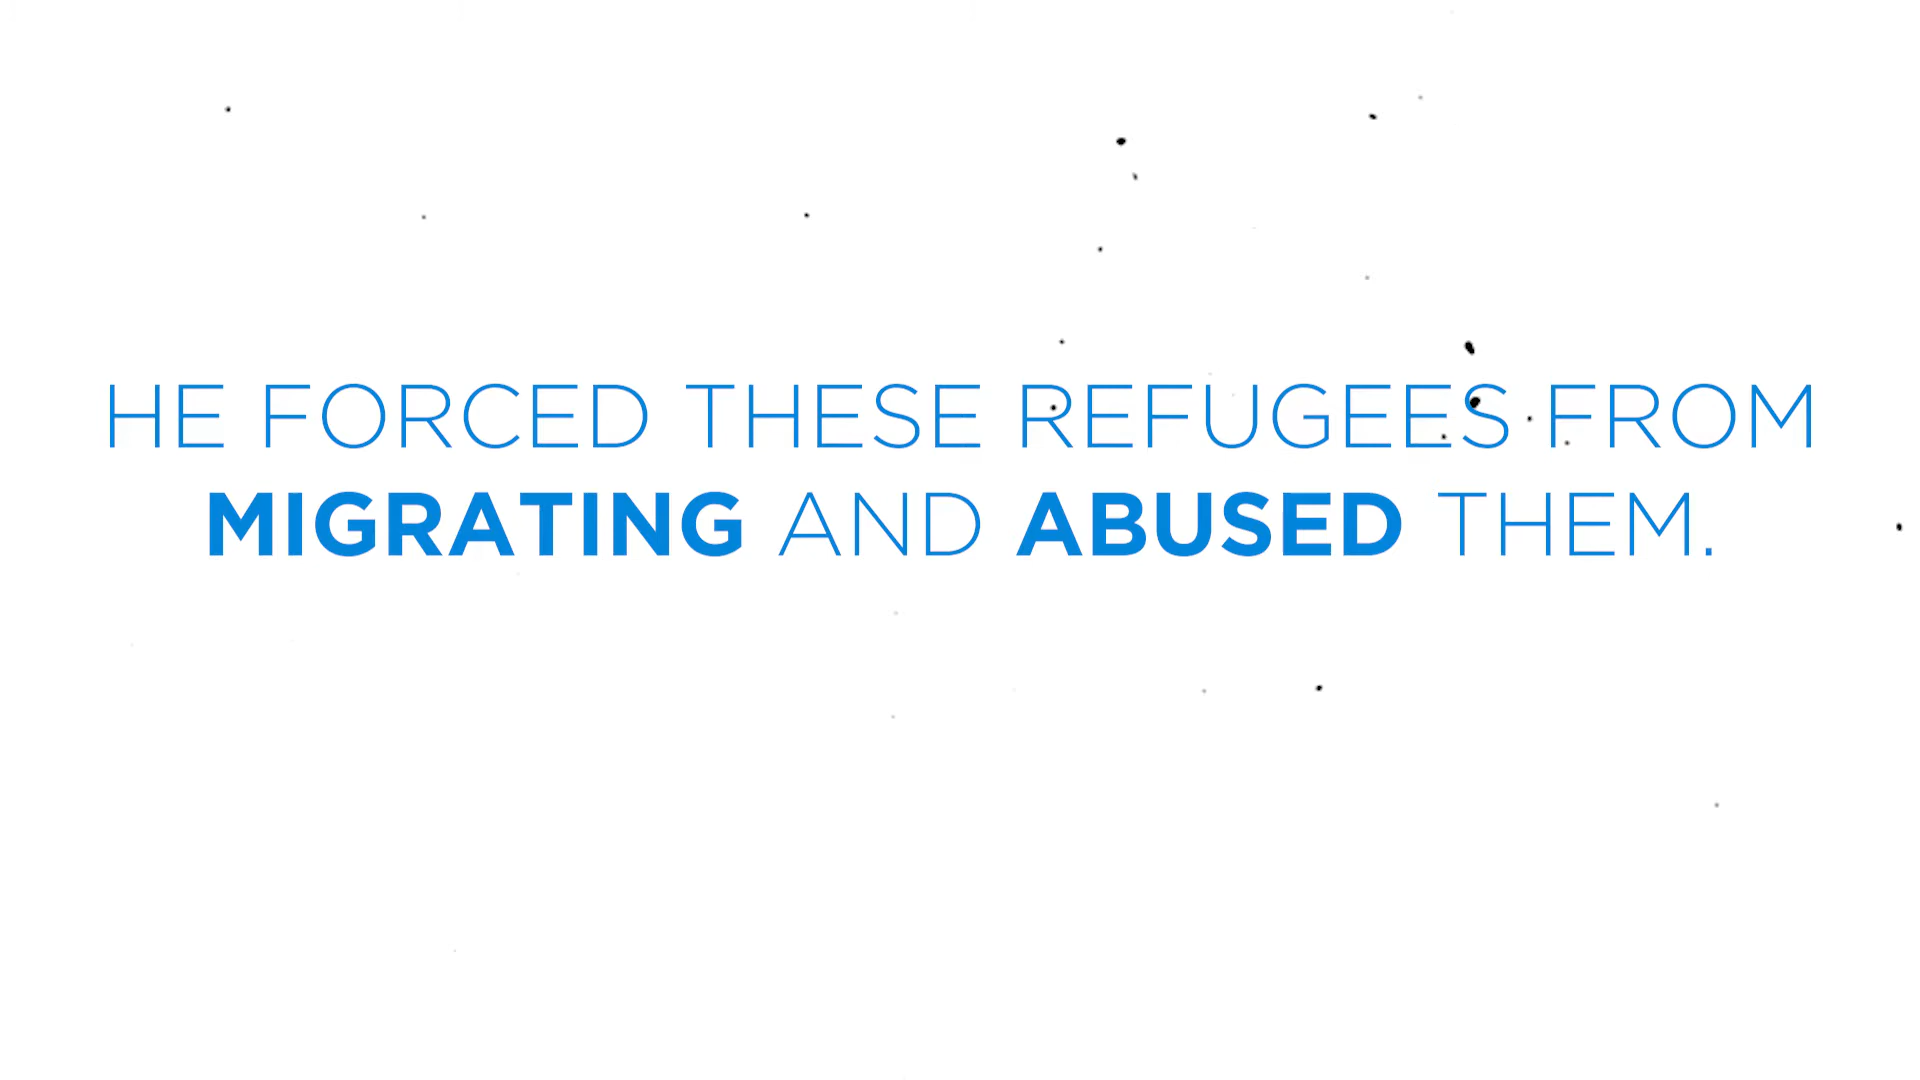 HE FORCED THESE REFUGEES FROM
MIGRATING AND ABUSED THEM.